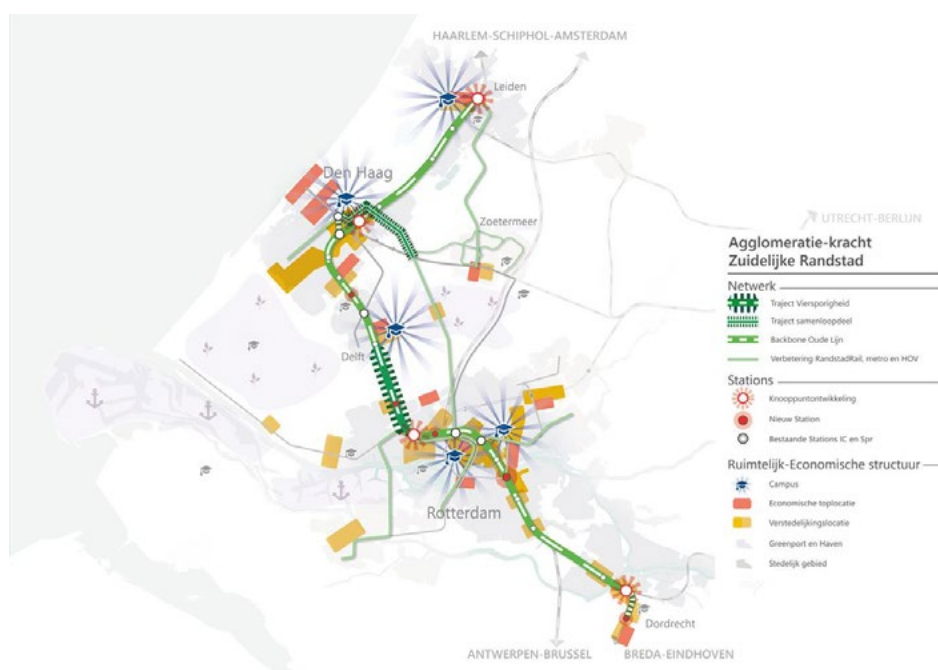 HAARLEM-SCHIPHOL-AMSTERDAM
Leiden
Den Haag
Zoetermeer
UTRECHT-BERLIJN
Delft
Rotterdam
Dordrecht
ANTWERPEN-BRUSSEL
BREDA-EINDHOVEN
Agglomeratie-kracht
Zuidelijke Randstad
Netwerk
Traject Viersporigheid
Traject samenloopdeel
Backbone Oude Lijn
Verbetering RandstadRail, metro en HOV
Stations
Knooppuntontwikkeling
Nieuw Station
Bestaande Stations IC en Spr
Ruimtelijk-Economische structuur
Campus
Economische toplocatie
Verstedelijkingslocatie
Greenport en Haven
Stedelijk gebied